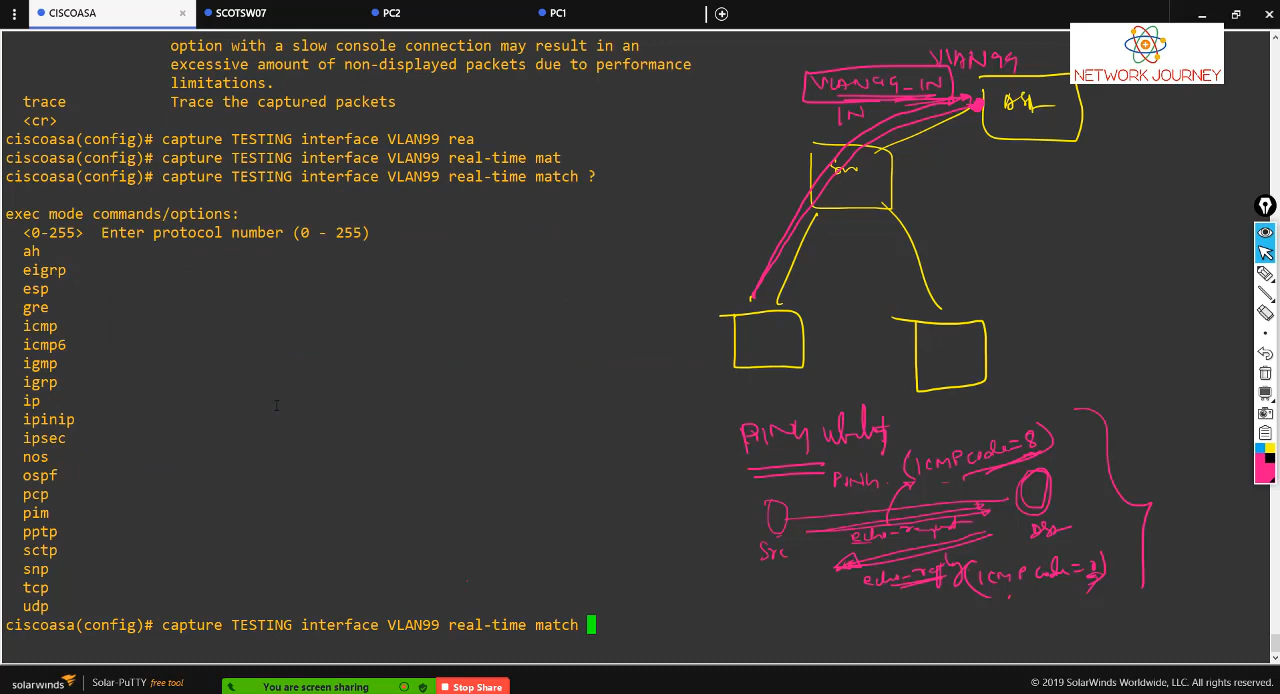 CISCOASA
SCOTSW07
PC2
PC1
NETWORK JOURNEY
option with a slow console connection may result in an
excessive amount of non-displayed packets due to performance
limitations.
trace Trace the captured packets
<cr>
ciscoasa(config)# capture TESTING interface VLAN99 rea
ciscoasa(config)# capture TESTING interface VLAN99 real-time mat
ciscoasa(config)# capture TESTING interface VLAN99 real-time match ?
exec mode commands/options:
<0-255> Enter protocol number (0 - 255)
ah
eigrp
esp
gre
icmp
icmp6
igmp
igrp
ip
ipinip
ipsec
nos
ospf
pcp
pim
pptp
sctp
snp
tcp
udp
ciscoasa(config)# capture TESTING interface VLAN99 real-time match
VLAN99
VLAN99_IN
IN
SW
PING
(ICMP code=8)
PING
Src
echo-request
echo-reply (ICMP code=
solarwinds
Solar-PuTTY free tool
You are screen sharing
Stop Share
© 2019 SolarWinds Worldwide, LLC. All rights reserved.